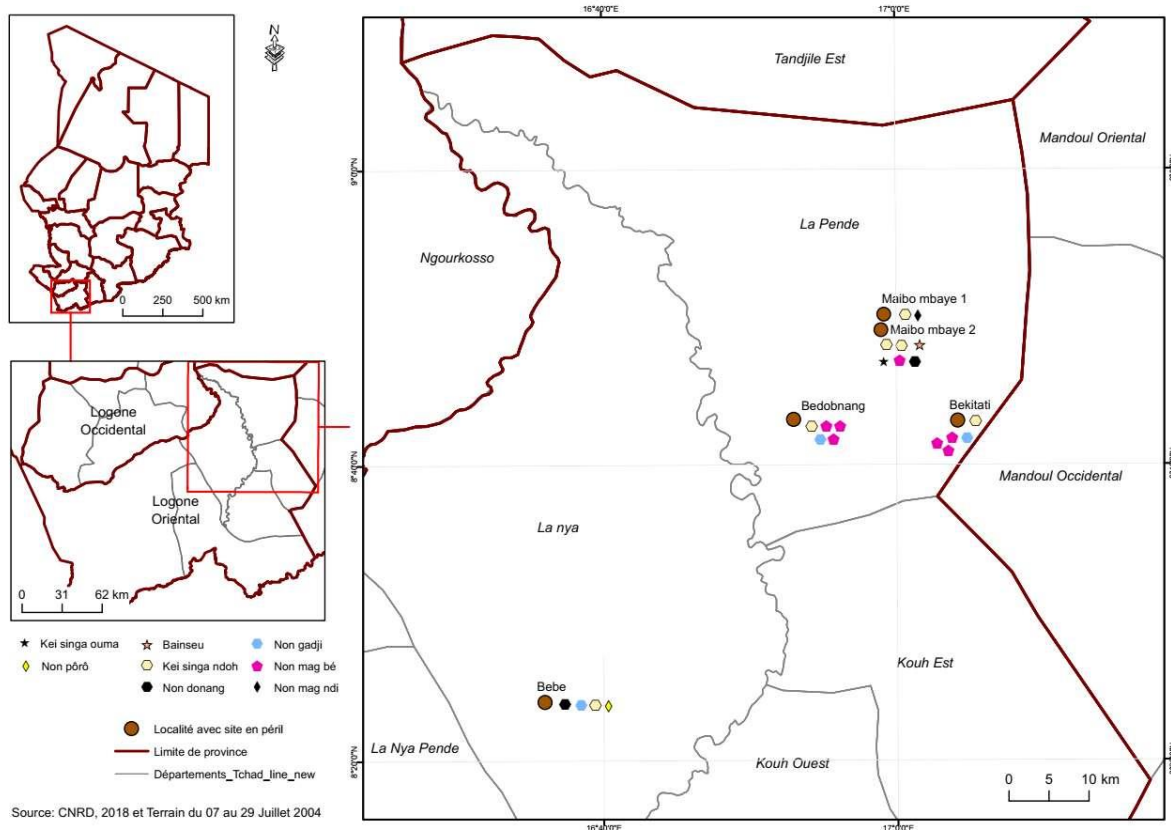 N
0 250 500 km
Logone
Occidental
Logone
Oriental
0 31 62 km
Kei singa ouma
Bainseu
Non gadji
Non pôrô
Kei singa ndoh
Non mag bé
Non donang
Non mag ndi
Localité avec site en péril
Limite de province
Départements_Tchad_line_new
Source: CNRD, 2018 et Terrain du 07 au 29 Juillet 2004
16°40'0"E
17°0'0"E
Tandjile Est
Mandoul Oriental
9°0'0"N
La Pende
Ngourkosso
Maibo mbaye 1
Maibo mbaye 2
Bedobnang
Bekitati
8°40'0"N
Mandoul Occidental
La nya
Kouh Est
Bebe
La Nya Pende
8°20'0"N
Kouh Ouest
0 5 10 km
16°40'0"E
17°0'0"E